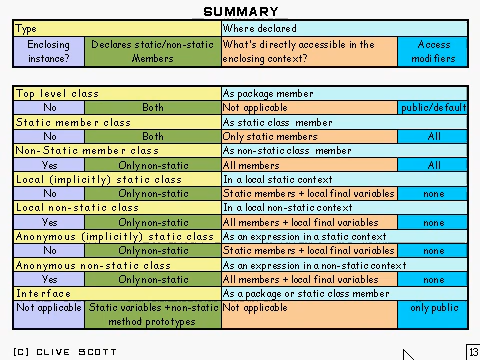 SUMMARY
Type Where declared
Enclosing instance? Declares static/non-static Members What's directly accessible in the enclosing context? Access modifiers
Top level class As package member
No Both Not applicable public/default
Static member class As static class member
No Both Only static members All
Non-Static member class As non-static class member
Yes Only non-static All members All
Local (implicitly) static class In a local static context
No Only non-static Static members + local final variables none
Local non-static class In a local non-static context
Yes Only non-static All members + local final variables none
Anonymous (implicity) static class As an expression in a static context
No Only non-static Static members + local final variables none
Anonymous non-static class As an expression in a non-static context
Yes Only non-static All members + local final variables none
Interface As a package or static class member
Not applicable Static variables + non-static method prototypes Not applicable only public
[C] CLIVE SCOTT
13